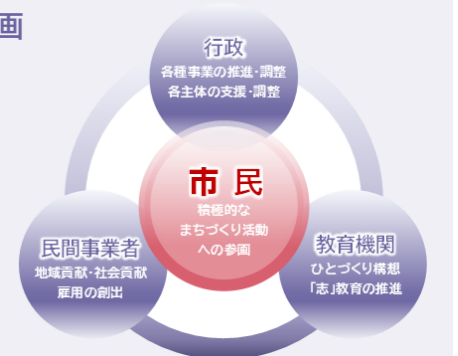 画
行政
各種事業の推進・調整
各主体の支援・調整
市民
積極的な
まちづくり活動
への参画
民間事業者
地域貢献・社会貢献
雇用の創出
教育機関
ひとづくり構想
「志」教育の推進